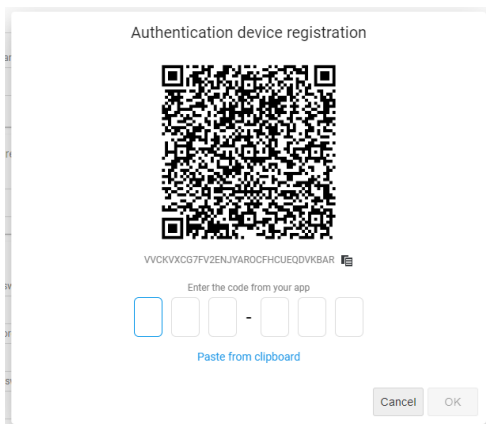 Authentication device registration
VVCKVXCG7FV2ENJYAROCFHCUEQDVKBAR
Enter the code from your app
-
Paste from clipboard
Cancel OK